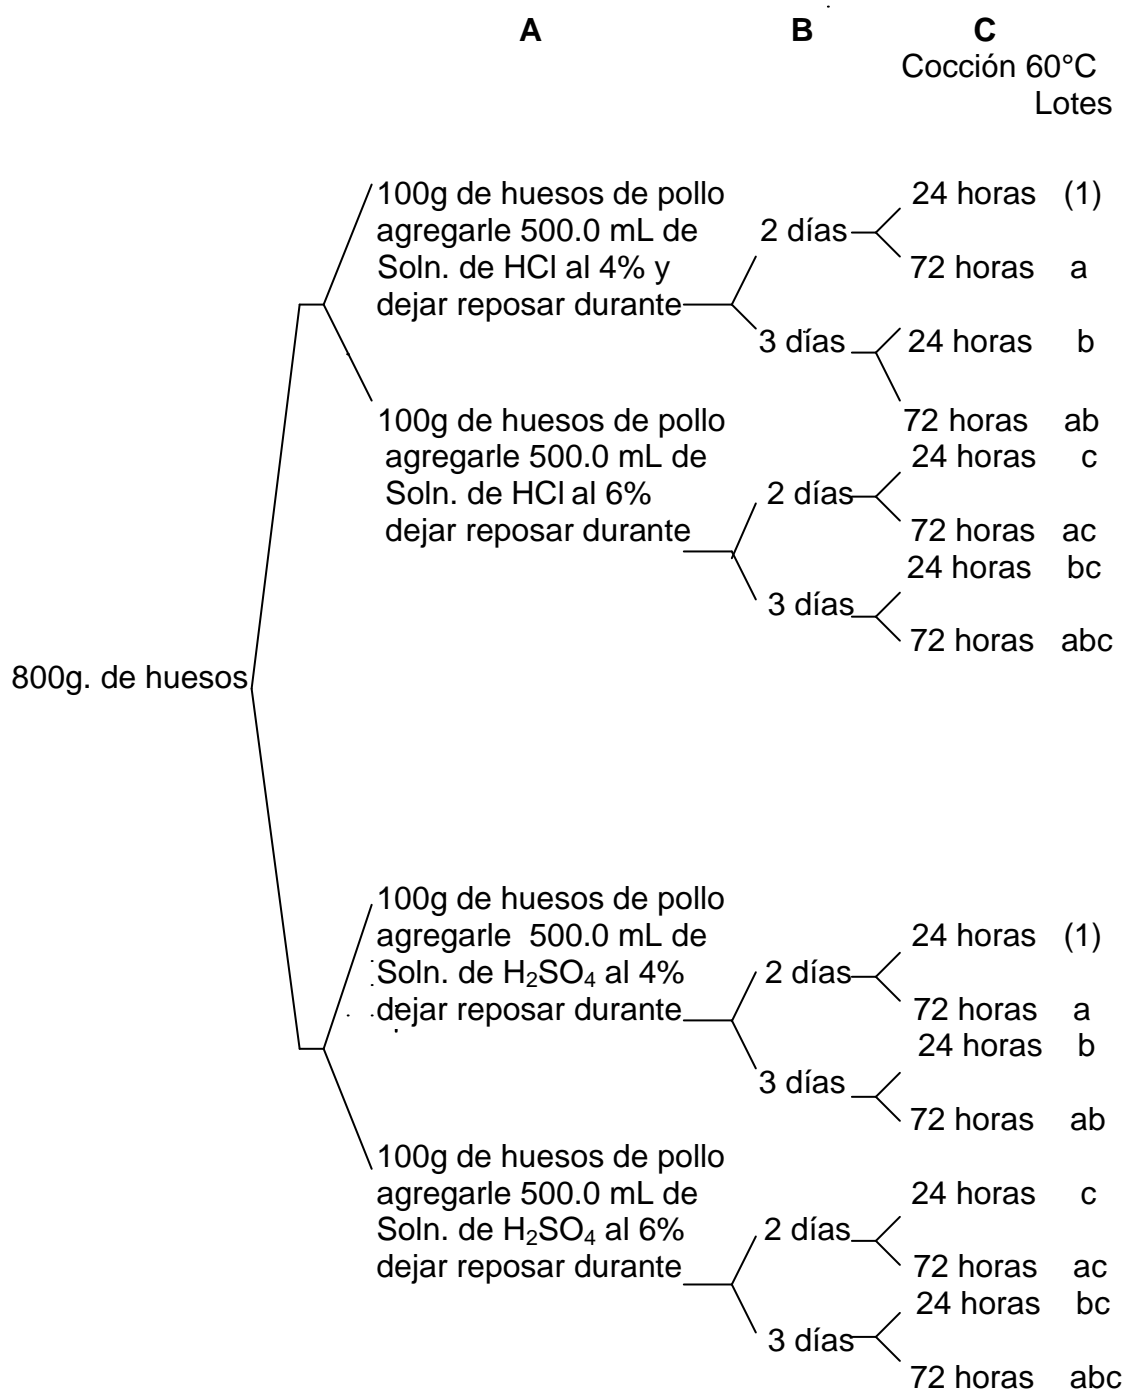 A B C
Cocción 60°C
Lotes
100g de huesos de pollo 24 horas (1)
agregarle 500.0 mL de 2 días
Soln. de HCl al 4% y 72 horas a
dejar reposar durante
3 días 24 horas b
100g de huesos de pollo 72 horas ab
agregarle 500.0 mL de 24 horas c
Soln. de HCl al 6% 2 días
dejar reposar durante 72 horas ac
24 horas bc
3 días
72 horas abc
800g. de huesos
100g de huesos de pollo
agregarle 500.0 mL de 24 horas (1)
Soln. de H₂SO₄ al 4% 2 días
dejar reposar durante 72 horas a
24 horas b
3 días
72 horas ab
100g de huesos de pollo
agregarle 500.0 mL de 24 horas c
Soln. de H₂SO₄ al 6% 2 días
dejar reposar durante 72 horas ac
24 horas bc
3 días
72 horas abc